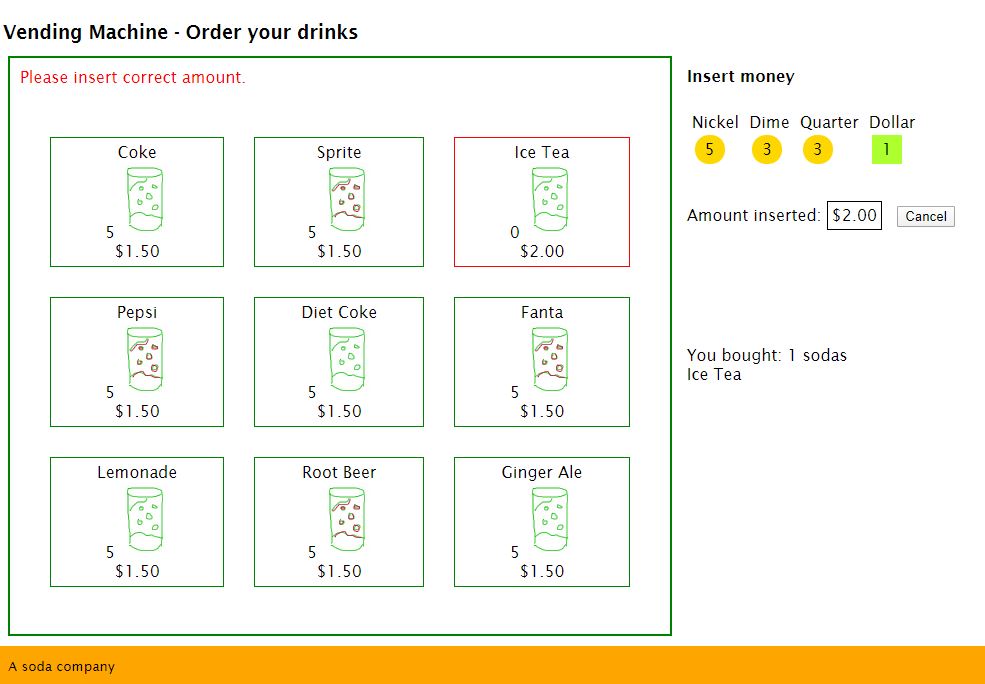 Vending Machine - Order your drinks
Please insert correct amount.
Coke
5
$1.50
Sprite
5
$1.50
Ice Tea
0
$2.00
Pepsi
5
$1.50
Diet Coke
5
$1.50
Fanta
5
$1.50
Lemonade
5
$1.50
Root Beer
5
$1.50
Ginger Ale
5
$1.50
Insert money
Nickel Dime Quarter Dollar
5 3 3 1
Amount inserted: $2.00 Cancel
You bought: 1 sodas
Ice Tea
A soda company